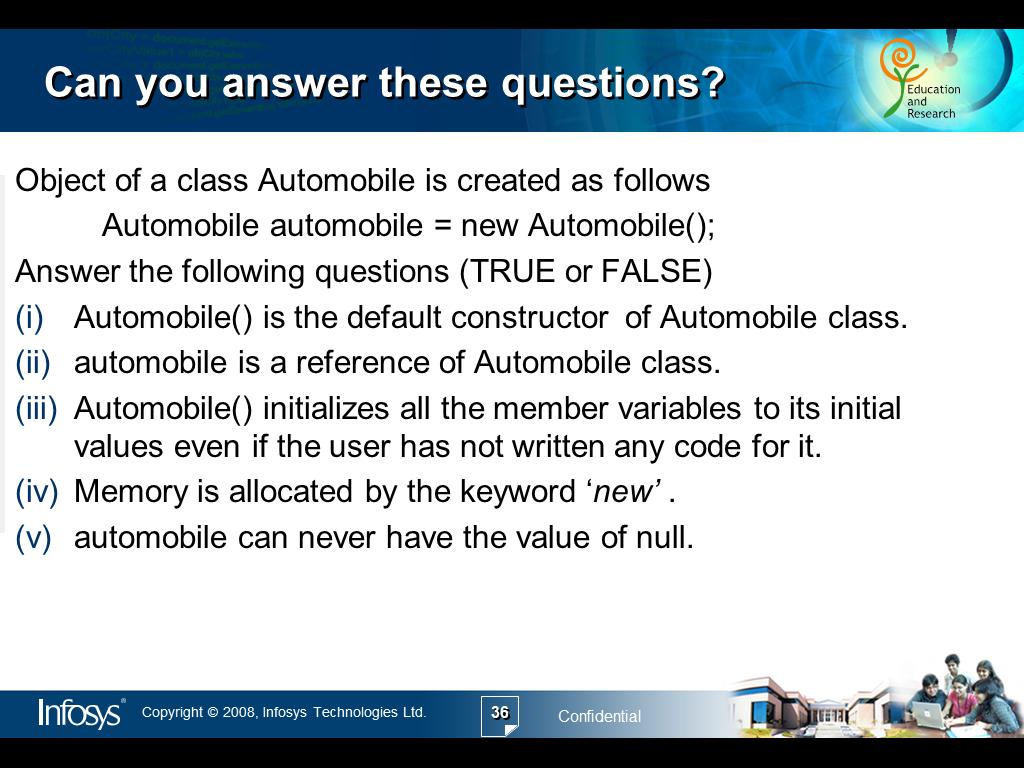 Can you answer these questions?
Education
and
Research
Object of a class Automobile is created as follows
Automobile automobile = new Automobile();
Answer the following questions (TRUE or FALSE)
(i) Automobile() is the default constructor of Automobile class.
(ii) automobile is a reference of Automobile class.
(iii) Automobile() initializes all the member variables to its initial
values even if the user has not written any code for it.
(iv) Memory is allocated by the keyword ‘new’ .
(v) automobile can never have the value of null.
Infosys® Copyright © 2008, Infosys Technologies Ltd. 36 Confidential